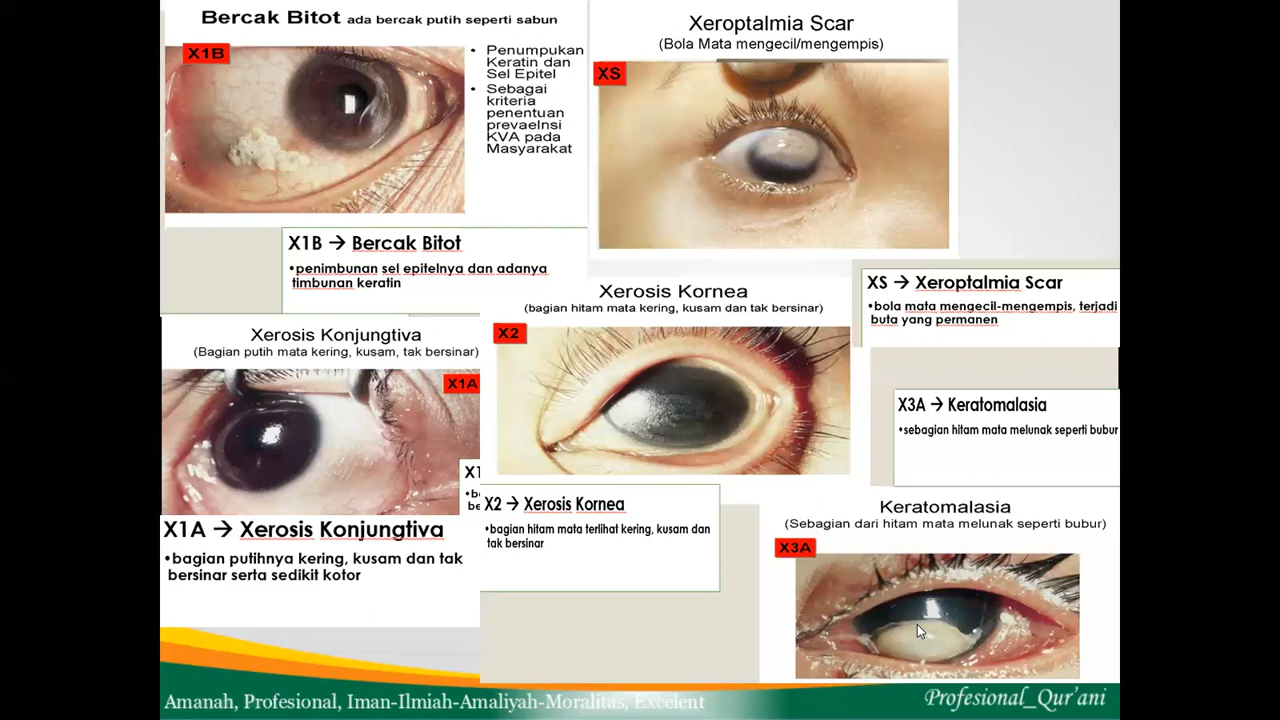 Bercak Bitot ada bercak putih seperti sabun
X1B
• Penumpukan
Keratin dan
Sel Epitel
• Sebagai
kriteria
penentuan
prevaelnsi
KVA pada
Masyarakat
X1B → Bercak Bitot
•penimbunan sel epitelnya dan adanya
timbunan keratin
Xeroptalmia Scar
(Bola Mata mengecil/mengempis)
XS
XS → Xeroptalmia Scar
•bola mata mengecil-mengempis, terjadi
buta yang permanen
Xerosis Konjungtiva
(Bagian putih mata kering, kusam, tak bersinar)
X1A
X1A → Xerosis Konjungtiva
•bagian putihnya kering, kusam dan tak
bersinar serta sedikit kotor
Xerosis Kornea
(bagian hitam mata kering, kusam dan tak bersinar)
X2
X2 → Xerosis Kornea
•bagian hitam mata terlihat kering, kusam dan
tak bersinar
X3A → Keratomalasia
•sebagian hitam mata melunak seperti bubur
Keratomalasia
(Sebagian dari hitam mata melunak seperti bubur)
X3A
Amanah, Profesional, Iman-Ilmiah-Amaliyah-Moralitas, Excelent
Profesional_Qur'ani